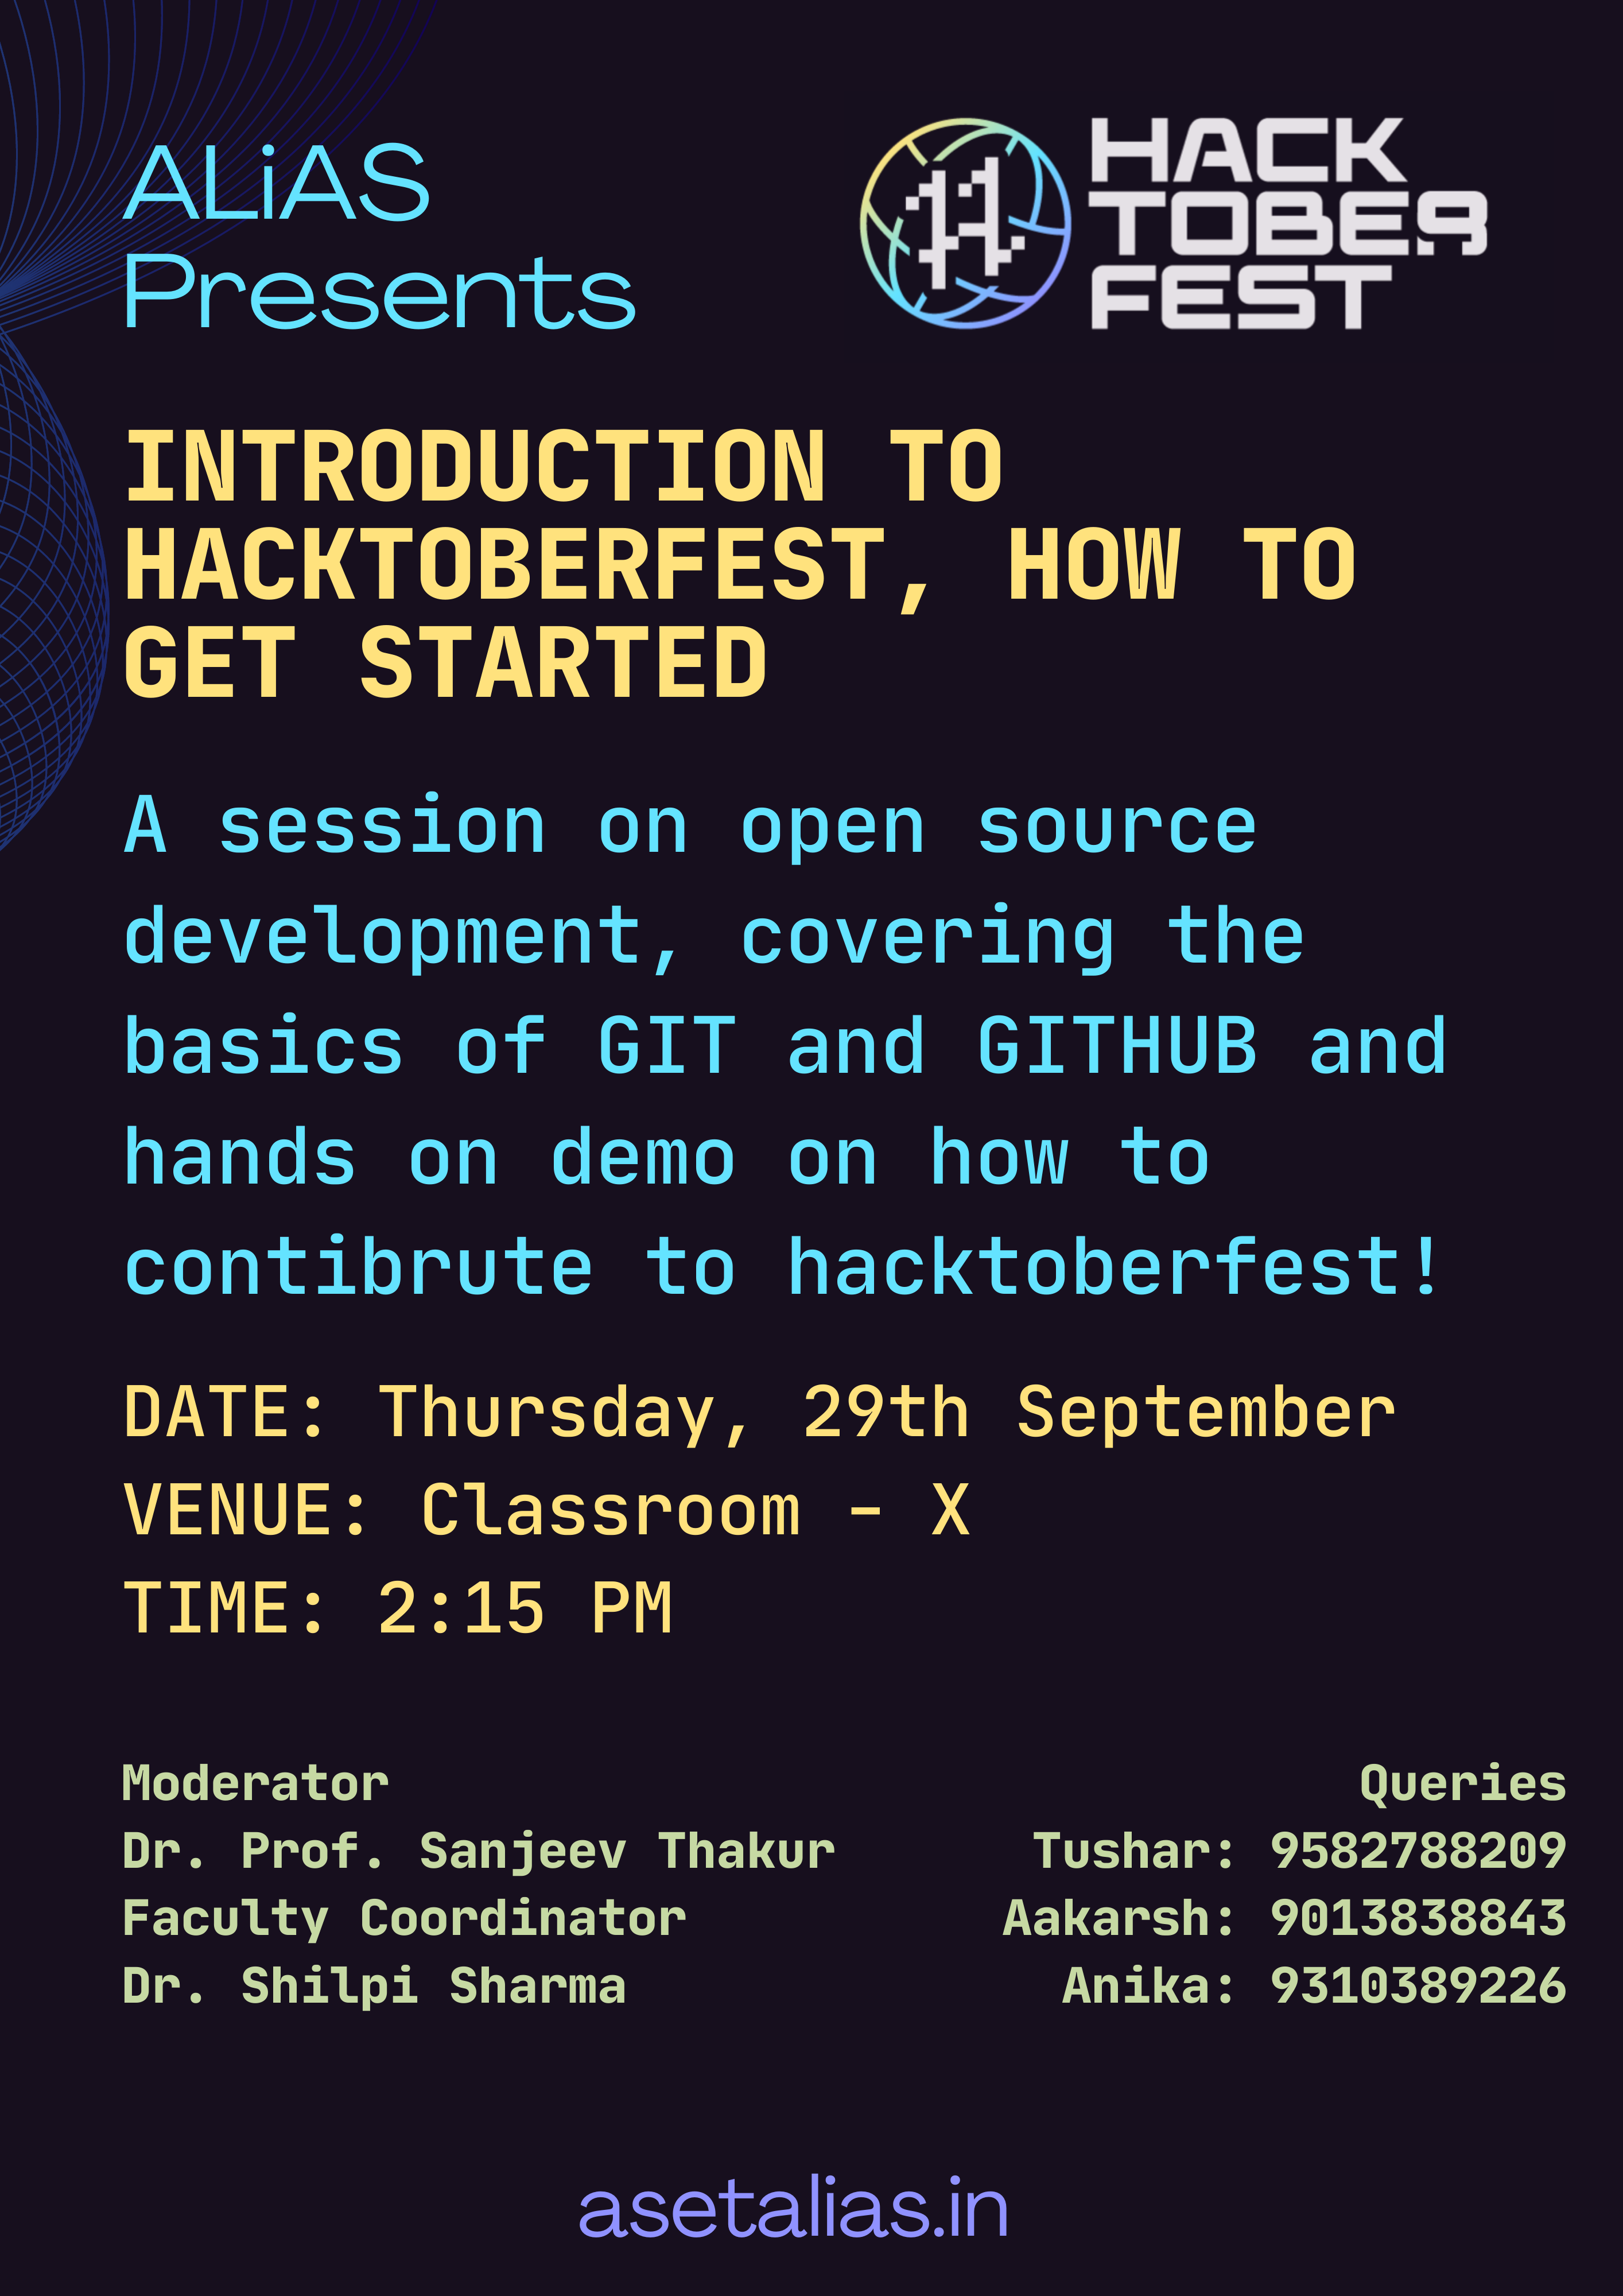 ALiAS
Presents
HACK
TOBER
FEST
INTRODUCTION TO
HACKTOBERFEST, HOW TO
GET STARTED
A session on open source
development, covering the
basics of GIT and GITHUB and
hands on demo on how to
contibrute to hacktoberfest!
DATE: Thursday, 29th September
VENUE: Classroom - X
TIME: 2:15 PM
Moderator
Dr. Prof. Sanjeev Thakur
Faculty Coordinator
Dr. Shilpi Sharma
Queries
Tushar: 9582788209
Aakarsh: 9013838843
Anika: 9310389226
asetalias.in